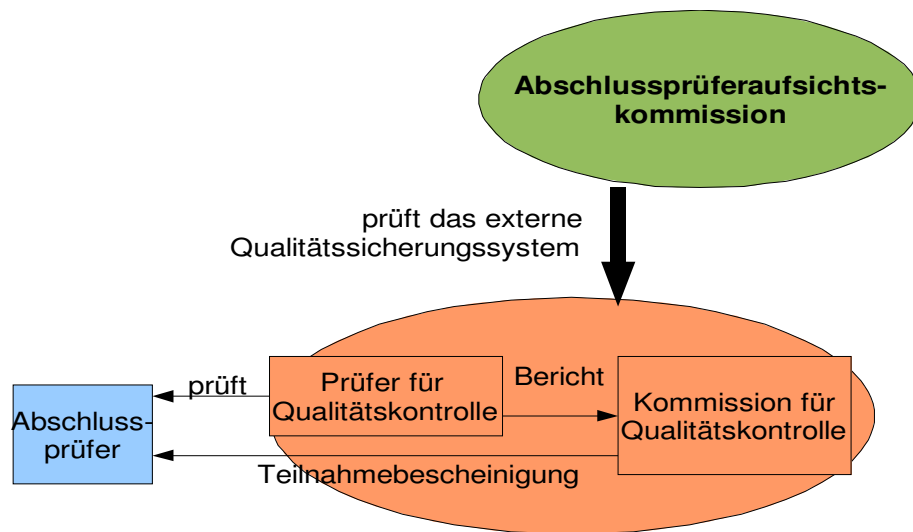 Abschlussprüferaufsichts-
kommission
prüft das externe
Qualitätssicherungssystem
prüft
Prüfer für
Qualitätskontrolle
Bericht
Kommission für
Qualitätskontrolle
Abschluss-
prüfer
Teilnahmebescheinigung